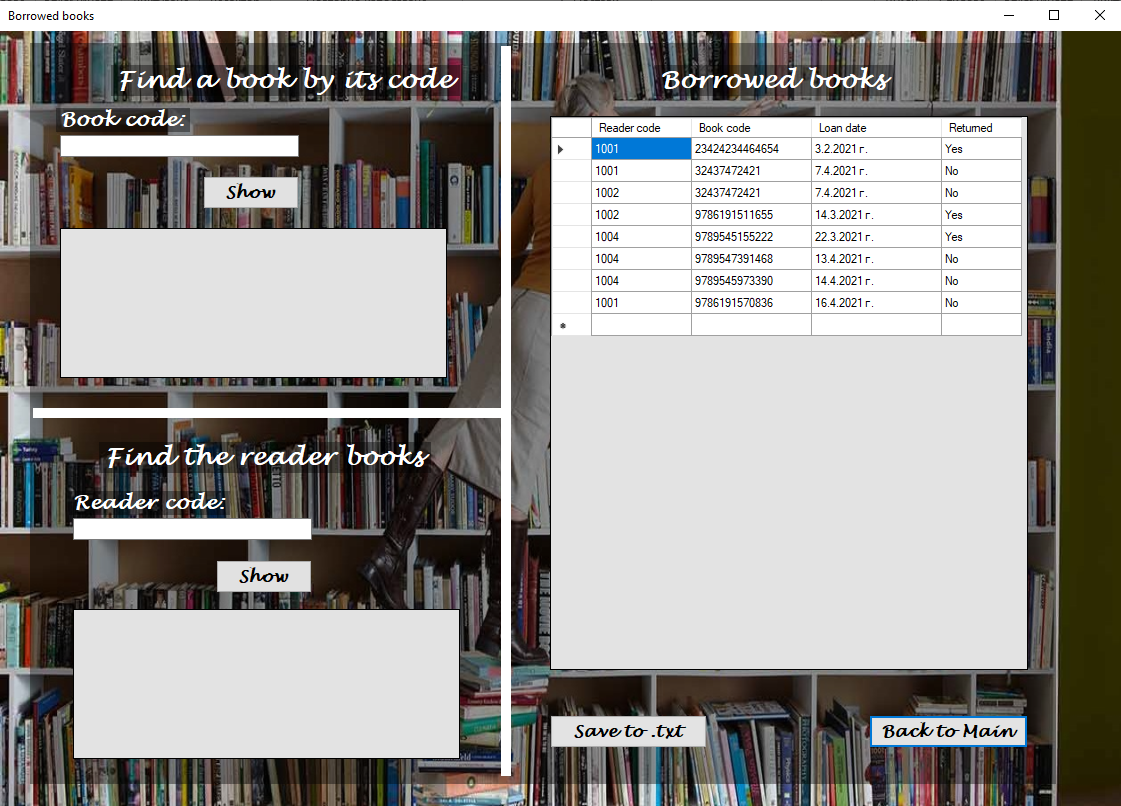 Borrowed books
Find a book by its code
Book code:
Show
Find the reader books
Reader code:
Show
Borrowed books
Reader code Book code Loan date Returned
1001 23424234464654 3.2.2021 г. Yes
1001 32437472421 7.4.2021 г. No
1002 32437472421 7.4.2021 г. No
1002 9786191511655 14.3.2021 г. Yes
1004 9789545155222 22.3.2021 г. Yes
1004 9789547391468 13.4.2021 г. No
1004 9789545973390 14.4.2021 г. No
1001 9786191570836 16.4.2021 г. No
Save to .txt
Back to Main